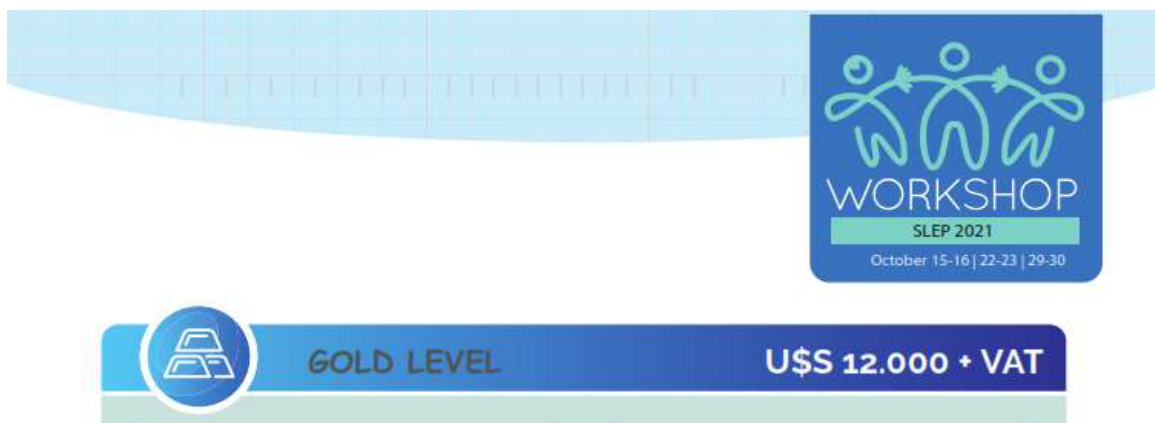 WORKSHOP
SLEP 2021
October 15-16 | 22-23 | 29-30
GOLD LEVEL U$S 12.000 + VAT